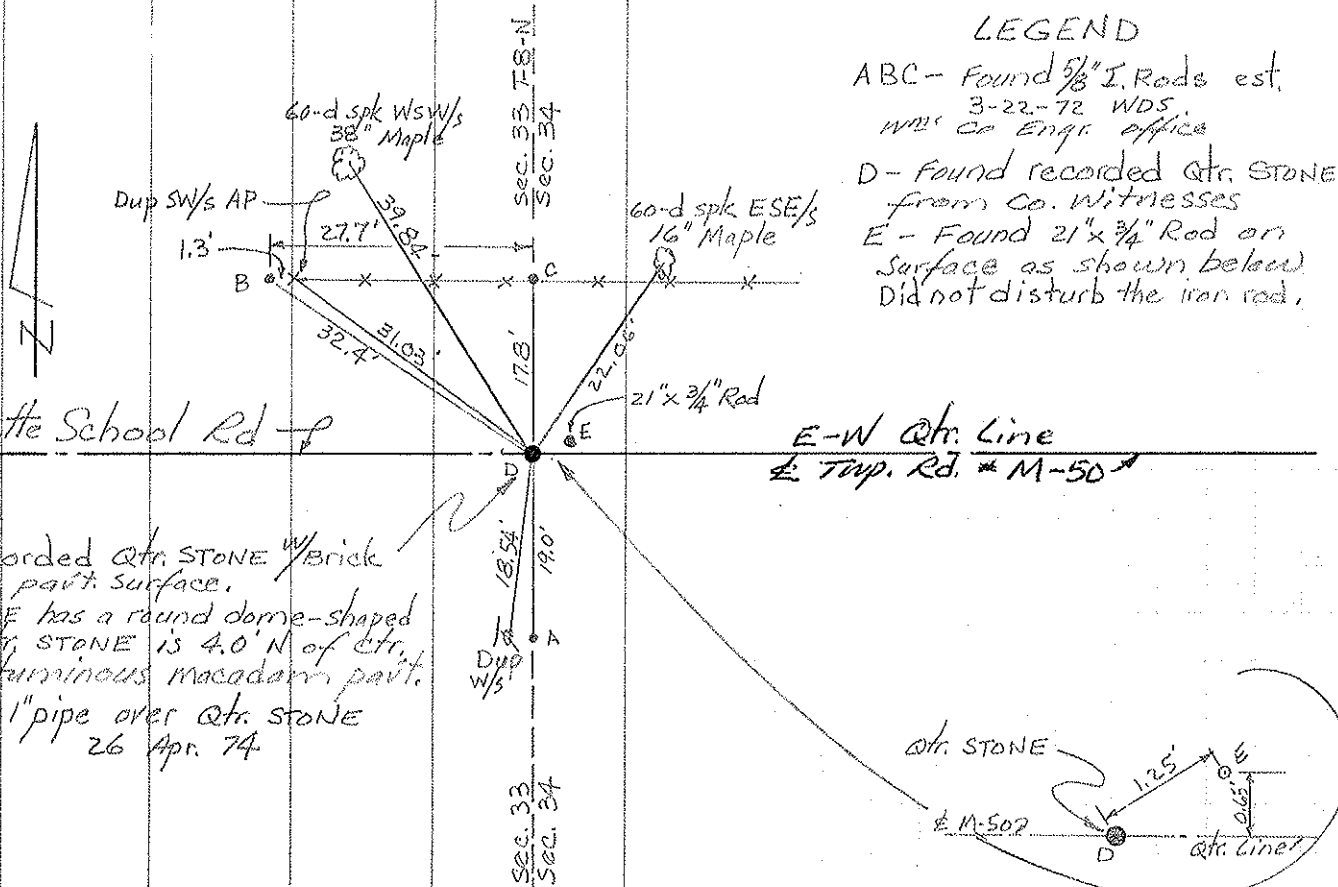 LEGEND
ABC - Found 5/8" I. Rods est.
3-22-72 WDS.
Wms Co Engr. office
D - Found recorded Qtr. STONE
from Co. Witnesses
E - Found 21" x 3/4" Rod on
Surface as shown below
Did not disturb the iron rod.
Sec. 33 T-8-N
Sec. 34
60-d spk WSW/s
38" Maple
Dup SW/s AP
27.7'
1.3'
39.84
B
C
60-d spk ESE/s
16" Maple
31.03'
32.4'
17.8'
22.06'
21" x 3/4" Rod
E
N
tte School Rd
D
E-W Qtr. Line
℄ Twp. Rd. * M-50
orded Qtr. STONE W/Brick
pav't. surface.
E has a round dome-shaped
r. STONE is 4.0' N of ctr.
tuminous macadam pav't.
1" pipe over Qtr. STONE
26 Apr. 74
18.54'
19.0'
A
Dup
W/s
Sec. 33
Sec. 34
Qtr. STONE
1.25'
E
0.65'
℄ M-50
D
Qtr. Line